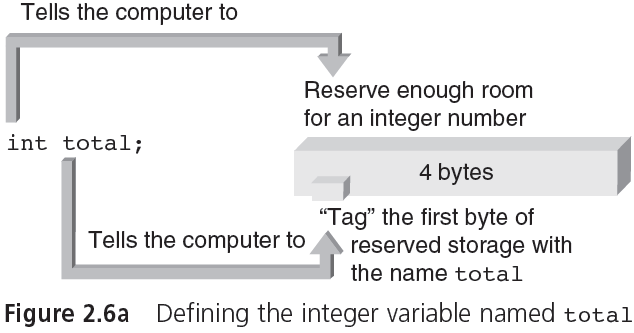 Tells the computer to
Reserve enough room
for an integer number
int total;
4 bytes
“Tag” the first byte of
Tells the computer to
reserved storage with
the name total
Figure 2.6a Defining the integer variable named total